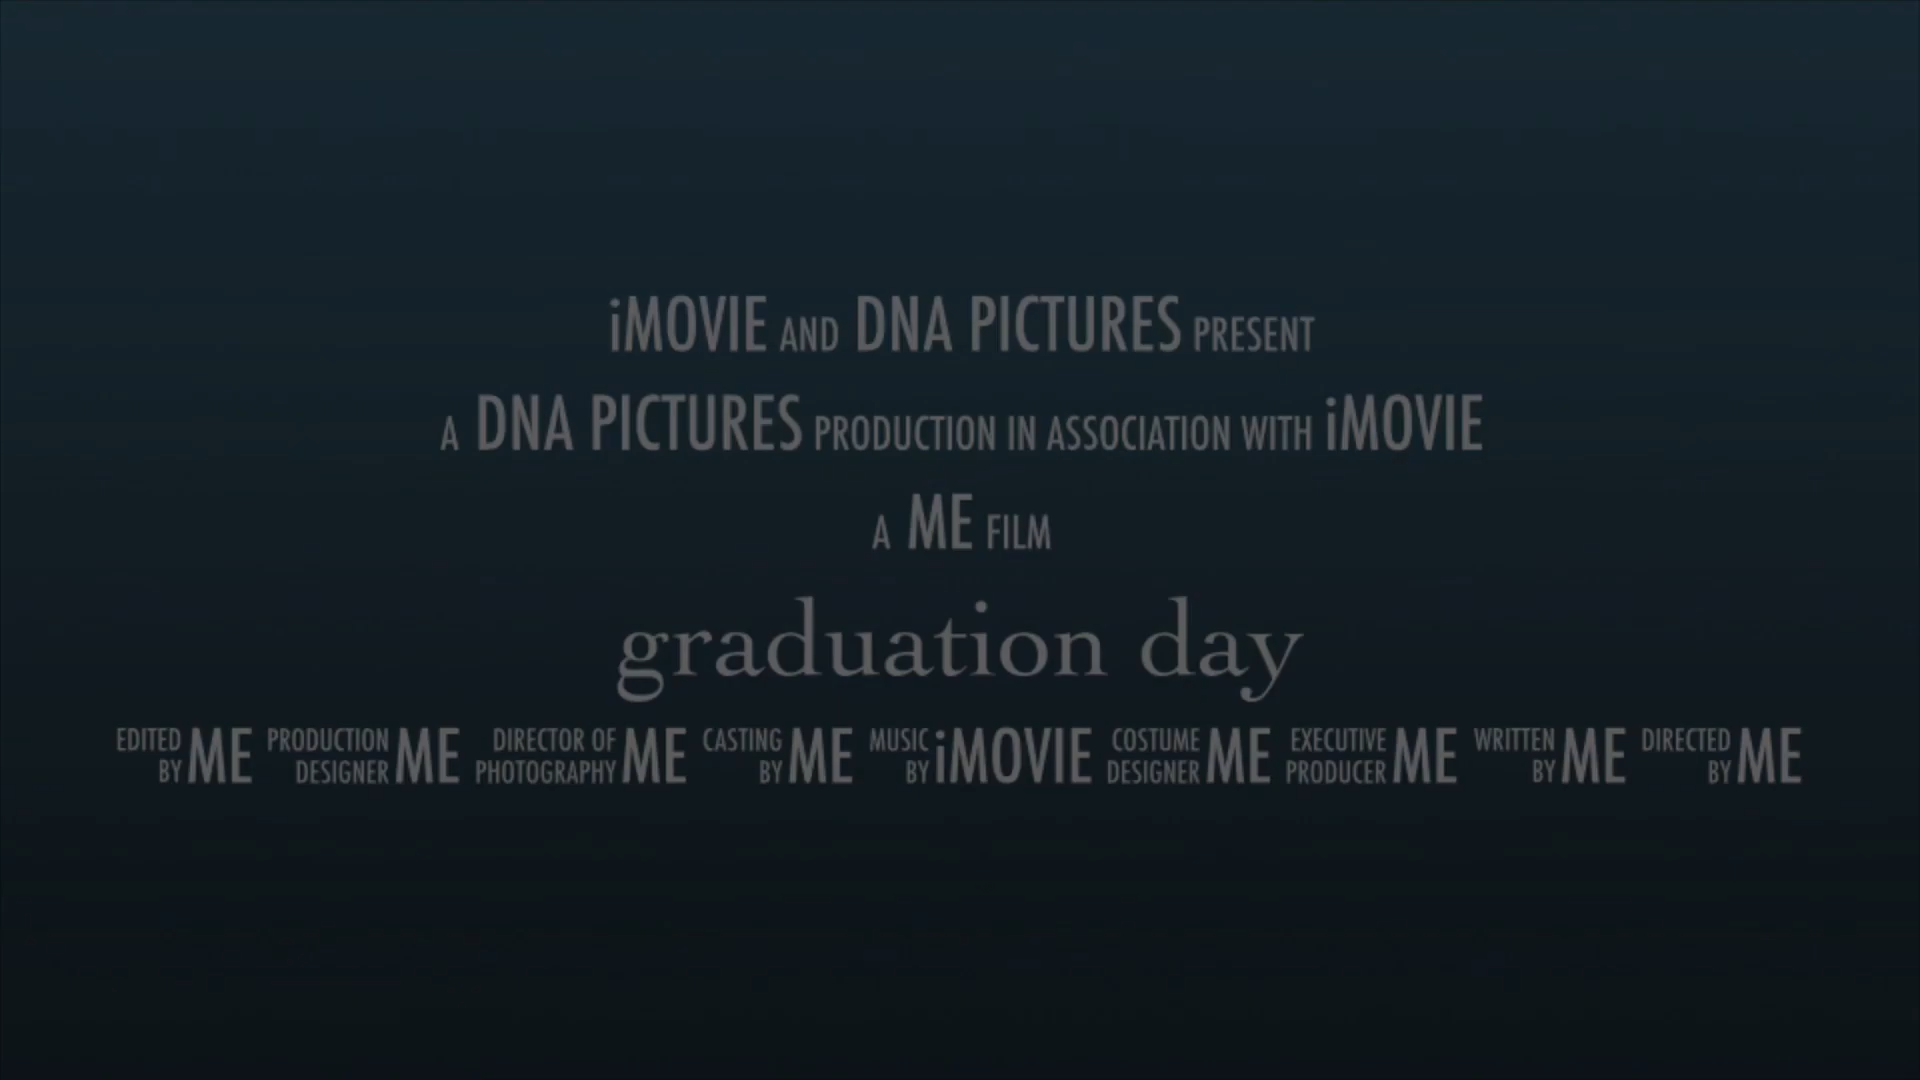 iMOVIE AND DNA PICTURES PRESENT
A DNA PICTURES PRODUCTION IN ASSOCIATION WITH iMOVIE
A ME FILM
graduation day
EDITED BY ME PRODUCTION DESIGNER ME DIRECTOR OF PHOTOGRAPHY ME CASTING BY ME MUSIC BY iMOVIE COSTUME DESIGNER ME EXECUTIVE PRODUCER ME WRITTEN BY ME DIRECTED BY ME